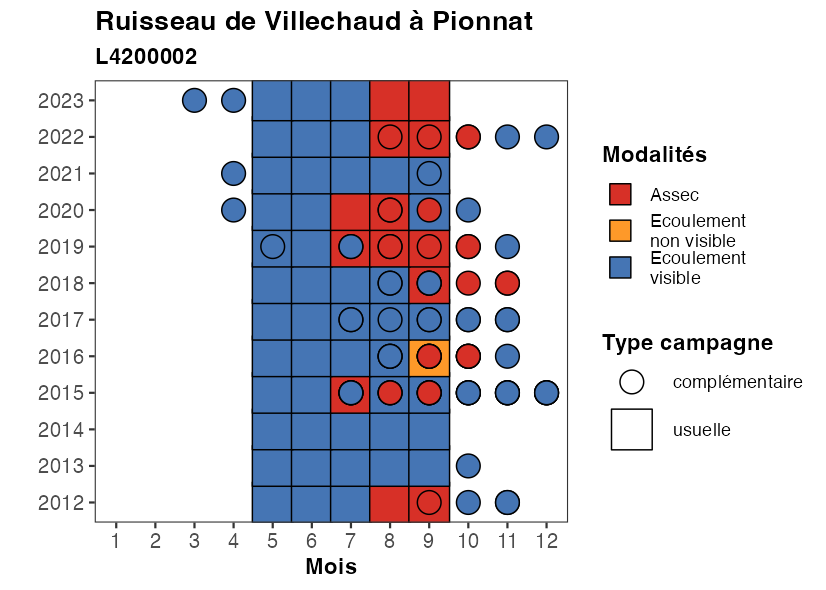 Ruisseau de Villechaud à Pionnat
L4200002
2023
2022
2021
2020
2019
2018
2017
2016
2015
2014
2013
2012
1 2 3 4 5 6 7 8 9 10 11 12
Mois
Modalités
Assec
Ecoulement
non visible
Ecoulement
visible
Type campagne
complémentaire
usuelle